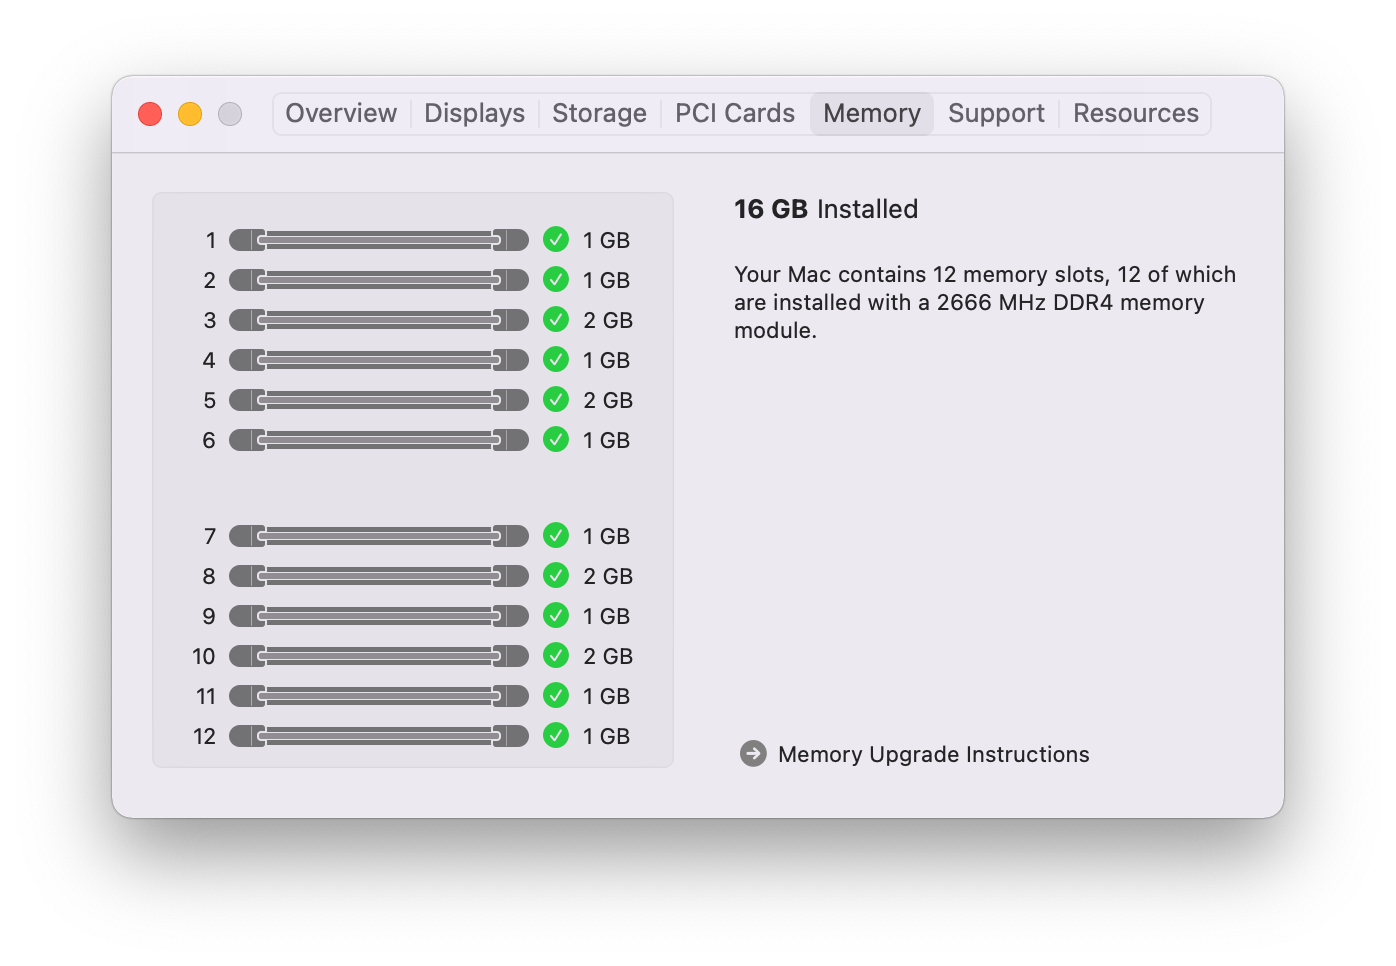 Overview Displays Storage PCI Cards Memory Support Resources
1 1 GB
2 1 GB
3 2 GB
4 1 GB
5 2 GB
6 1 GB
7 1 GB
8 2 GB
9 1 GB
10 2 GB
11 1 GB
12 1 GB
16 GB Installed
Your Mac contains 12 memory slots, 12 of which
are installed with a 2666 MHz DDR4 memory
module.
Memory Upgrade Instructions